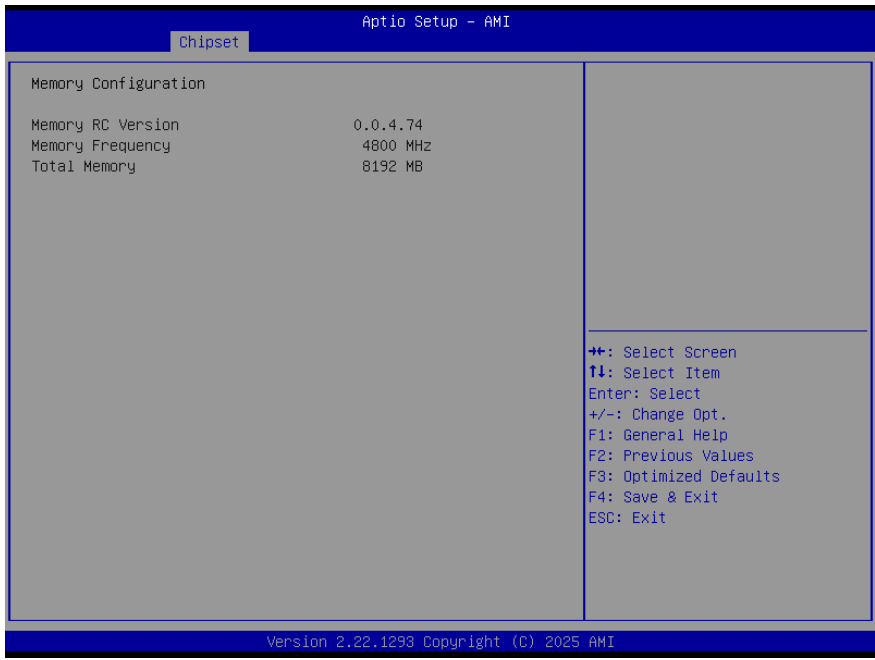 Aptio Setup – AMI
Chipset
Memory Configuration
Memory RC Version 0.0.4.74
Memory Frequency 4800 MHz
Total Memory 8192 MB
→←: Select Screen
↑↓: Select Item
Enter: Select
+/-: Change Opt.
F1: General Help
F2: Previous Values
F3: Optimized Defaults
F4: Save & Exit
ESC: Exit
Version 2.22.1293 Copyright (C) 2025 AMI